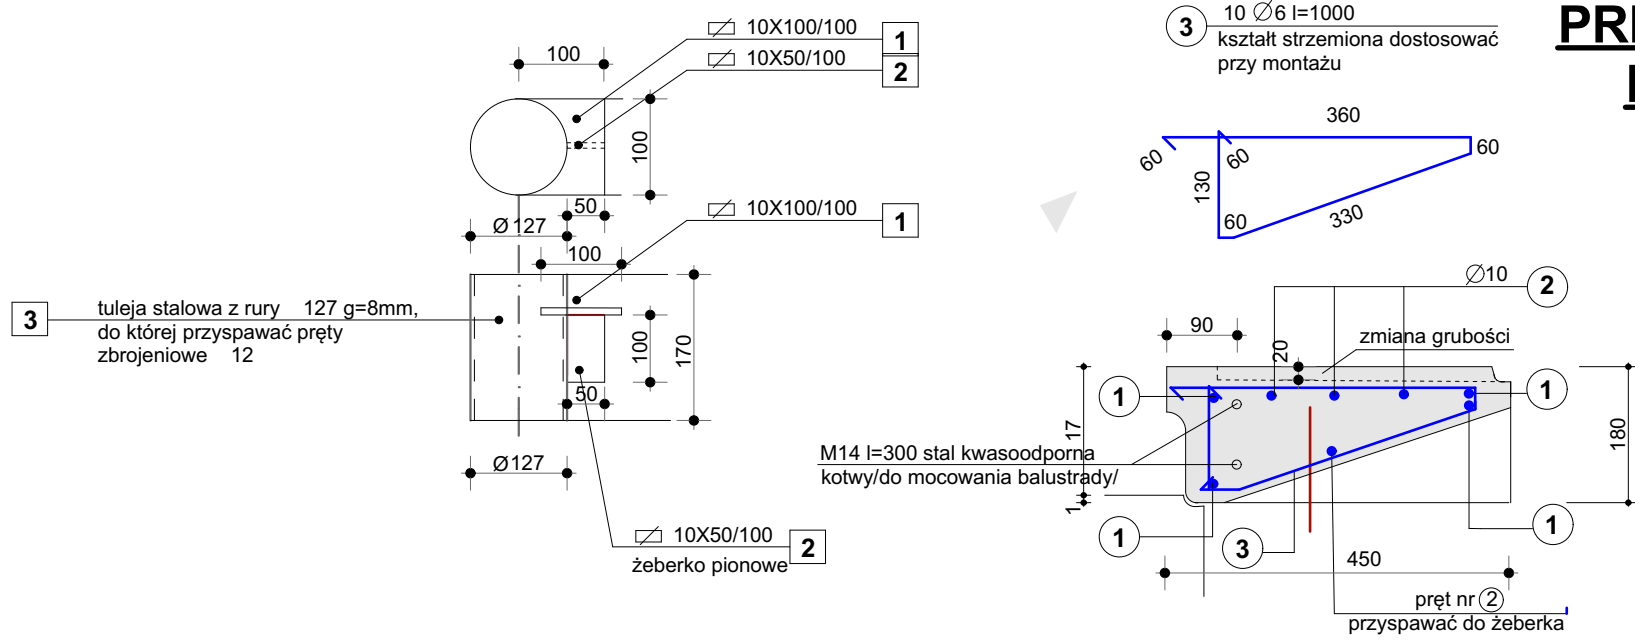 10X100/100
1
10X50/100
2
100
100
50
Ø 127
10X100/100
1
100
3
tuleja stalowa z rury 127 g=8mm,
do której przyspawać pręty
zbrojeniowe 12
100
170
50
Ø127
10X50/100
2
żeberko pionowe
3
10 Ø6 l=1000
kształt strzemiona dostosować
przy montażu
360
60
60
60
130
60
330
Ø10
2
90
20
zmiana grubości
1
1
17
180
M14 l=300 stal kwasoodporna
kotwy/do mocowania balustrady/
1
1
3
1
450
pręt nr 2
przyspawać do żeberka